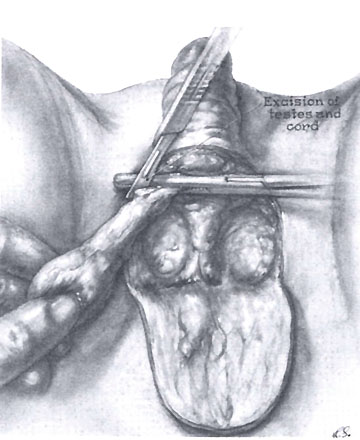 Excision of
testes and
cord